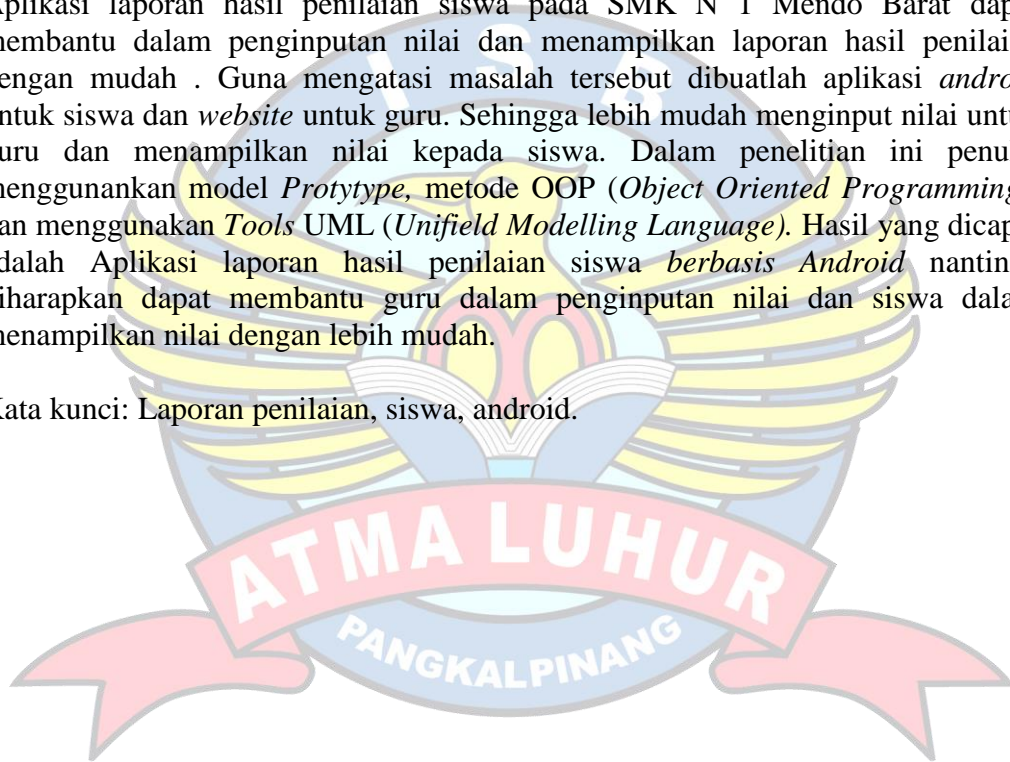 Aplikasi laporan hasil penilaian siswa pada SMK N 1 Mendo Barat dap
embantu dalam penginputan nilai dan menampilkan laporan hasil penilai
engan mudah . Guna mengatasi masalah tersebut dibuatlah aplikasi andro
ntuk siswa dan website untuk guru. Sehingga lebih mudah menginput nilai untu
uru dan menampilkan nilai kepada siswa. Dalam penelitian ini penul
enggunankan model Protytype, metode OOP (Object Oriented Programming
an menggunakan Tools UML (Unifield Modelling Language). Hasil yang dicap
dalah Aplikasi laporan hasil penilaian siswa berbasis Android nantin
iharapkan dapat membantu guru dalam penginputan nilai dan siswa dala
enampilkan nilai dengan lebih mudah.
Kata kunci: Laporan penilaian, siswa, android.
I S B
ATMA LUHUR
PANGKALPINANG